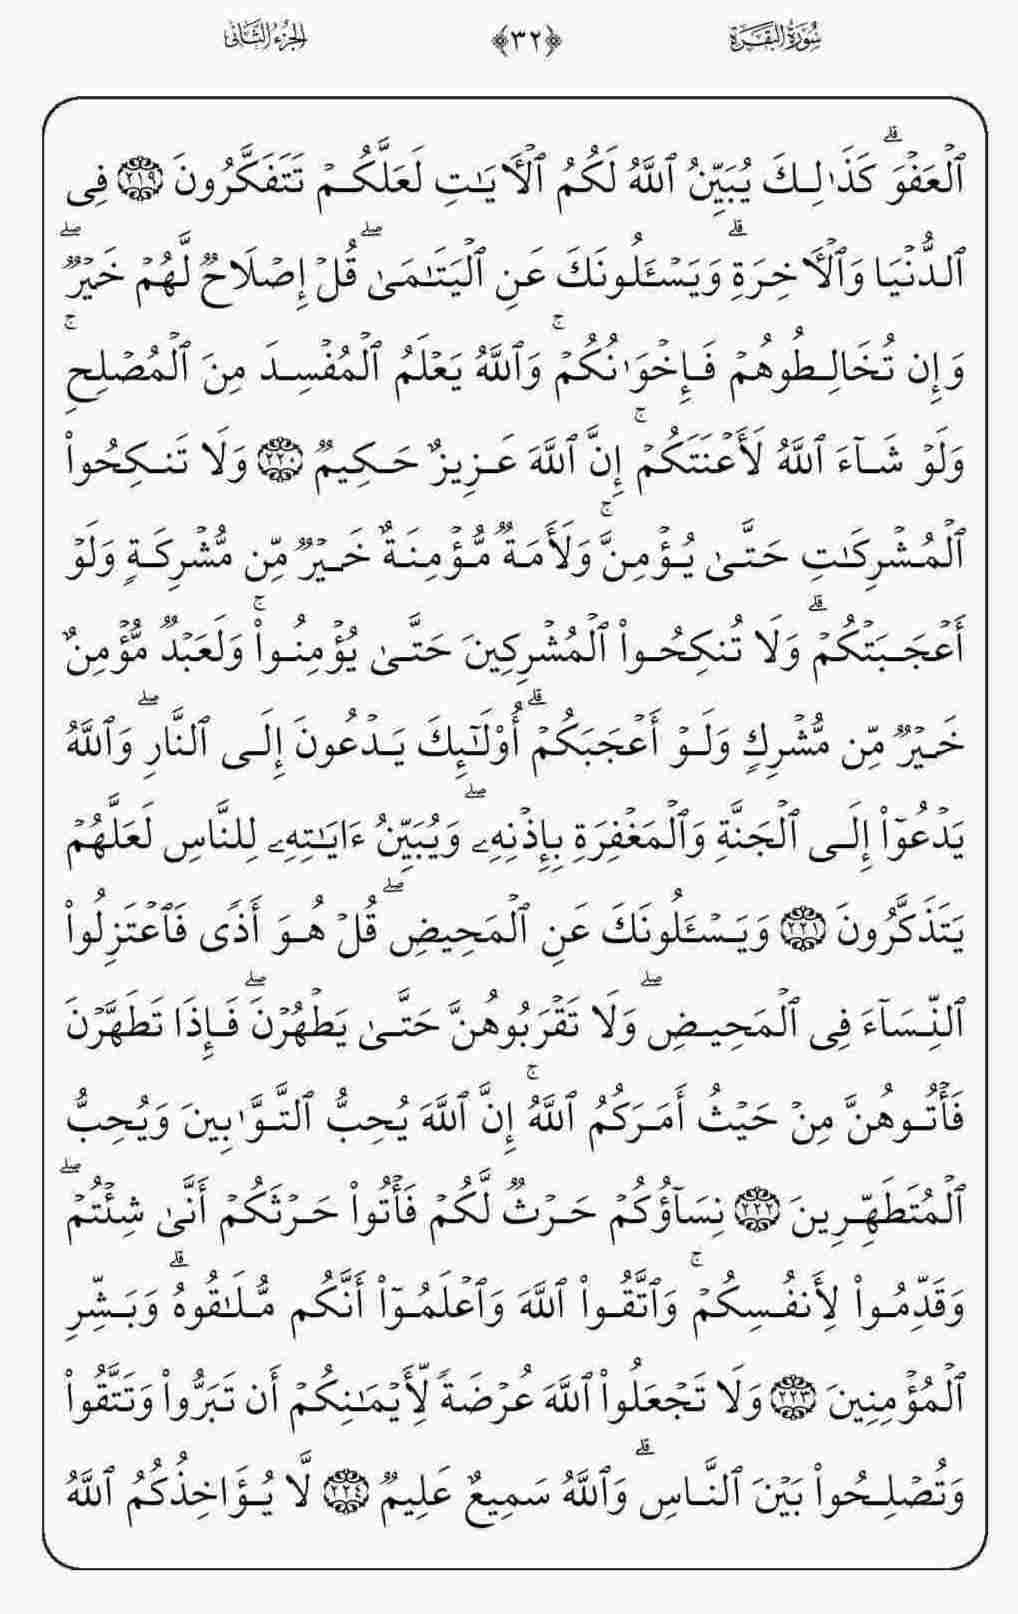 سُورَةُ البَقَرَة ﴿٣٢﴾ الجُزءُ الثَّانِى
ٱلۡعَفۡوَۗ كَذَٰلِكَ يُبَيِّنُ ٱللَّهُ لَكُمُ ٱلۡأٓيَٰتِ لَعَلَّكُمۡ تَتَفَكَّرُونَ ٢١٩ فِى
ٱلدُّنۡيَا وَٱلۡأٓخِرَةِۗ وَيَسۡـَٔلُونَكَ عَنِ ٱلۡيَتَٰمَىٰۖ قُلۡ إِصۡلَاحٞ لَّهُمۡ خَيۡرٞۖ
وَإِن تُخَالِطُوهُمۡ فَإِخۡوَٰنُكُمۡۚ وَٱللَّهُ يَعۡلَمُ ٱلۡمُفۡسِدَ مِنَ ٱلۡمُصۡلِحِۚ
وَلَوۡ شَآءَ ٱللَّهُ لَأَعۡنَتَكُمۡۚ إِنَّ ٱللَّهَ عَزِيزٌ حَكِيمٞ ٢٢٠ وَلَا تَنكِحُواْ
ٱلۡمُشۡرِكَٰتِ حَتَّىٰ يُؤۡمِنَّۚ وَلَأَمَةٞ مُّؤۡمِنَةٌ خَيۡرٞ مِّن مُّشۡرِكَةٖ وَلَوۡ
أَعۡجَبَتۡكُمۡۗ وَلَا تُنكِحُواْ ٱلۡمُشۡرِكِينَ حَتَّىٰ يُؤۡمِنُواْۚ وَلَعَبۡدٞ مُّؤۡمِنٌ
خَيۡرٞ مِّن مُّشۡرِكٖ وَلَوۡ أَعۡجَبَكُمۡۗ أُوْلَٰٓئِكَ يَدۡعُونَ إِلَى ٱلنَّارِۖ وَٱللَّهُ
يَدۡعُوٓاْ إِلَى ٱلۡجَنَّةِ وَٱلۡمَغۡفِرَةِ بِإِذۡنِهِۦۖ وَيُبَيِّنُ ءَايَٰتِهِۦ لِلنَّاسِ لَعَلَّهُمۡ
يَتَذَكَّرُونَ ٢٢١ وَيَسۡـَٔلُونَكَ عَنِ ٱلۡمَحِيضِۖ قُلۡ هُوَ أَذٗى فَٱعۡتَزِلُواْ
ٱلنِّسَآءَ فِى ٱلۡمَحِيضِۖ وَلَا تَقۡرَبُوهُنَّ حَتَّىٰ يَطۡهُرۡنَۖ فَإِذَا تَطَهَّرۡنَ
فَأۡتُوهُنَّ مِنۡ حَيۡثُ أَمَرَكُمُ ٱللَّهُۚ إِنَّ ٱللَّهَ يُحِبُّ ٱلتَّوَّٰبِينَ وَيُحِبُّ
ٱلۡمُتَطَهِّرِينَ ٢٢٢ نِسَآؤُكُمۡ حَرۡثٞ لَّكُمۡ فَأۡتُواْ حَرۡثَكُمۡ أَنَّىٰ شِئۡتُمۡۖ
وَقَدِّمُواْ لِأَنفُسِكُمۡۚ وَٱتَّقُواْ ٱللَّهَ وَٱعۡلَمُوٓاْ أَنَّكُم مُّلَٰقُوهُۗ وَبَشِّرِ
ٱلۡمُؤۡمِنِينَ ٢٢٣ وَلَا تَجۡعَلُواْ ٱللَّهَ عُرۡضَةٗ لِّأَيۡمَٰنِكُمۡ أَن تَبَرُّواْ وَتَتَّقُواْ
وَتُصۡلِحُواْ بَيۡنَ ٱلنَّاسِۗ وَٱللَّهُ سَمِيعٌ عَلِيمٞ ٢٢٤ لَّا يُؤَاخِذُكُمُ ٱللَّهُ